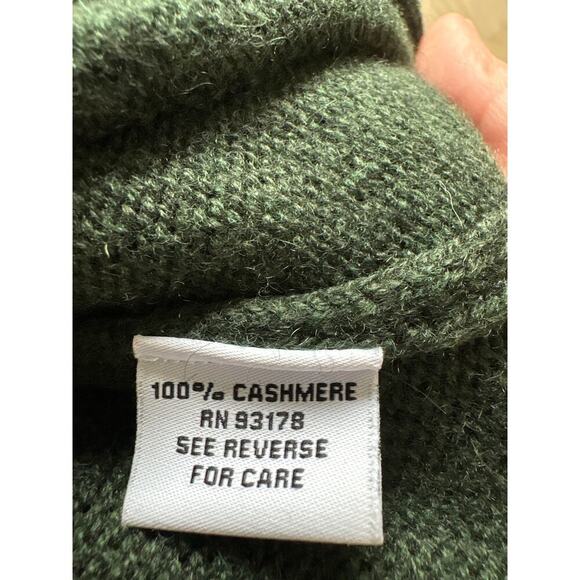 100% CASHMERE
RN 93178
SEE REVERSE
FOR CARE